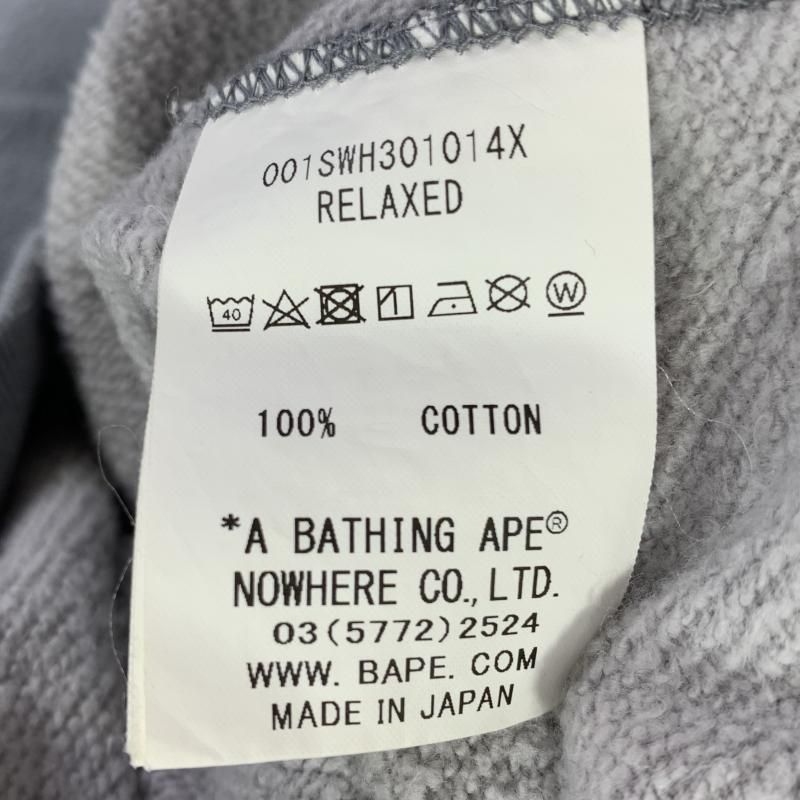 001SWH301014X
RELAXED
40 W
100% COTTON
*A BATHING APE®
NOWHERE CO., LTD.
03(5772)2524
WWW. BAPE. COM
MADE IN JAPAN